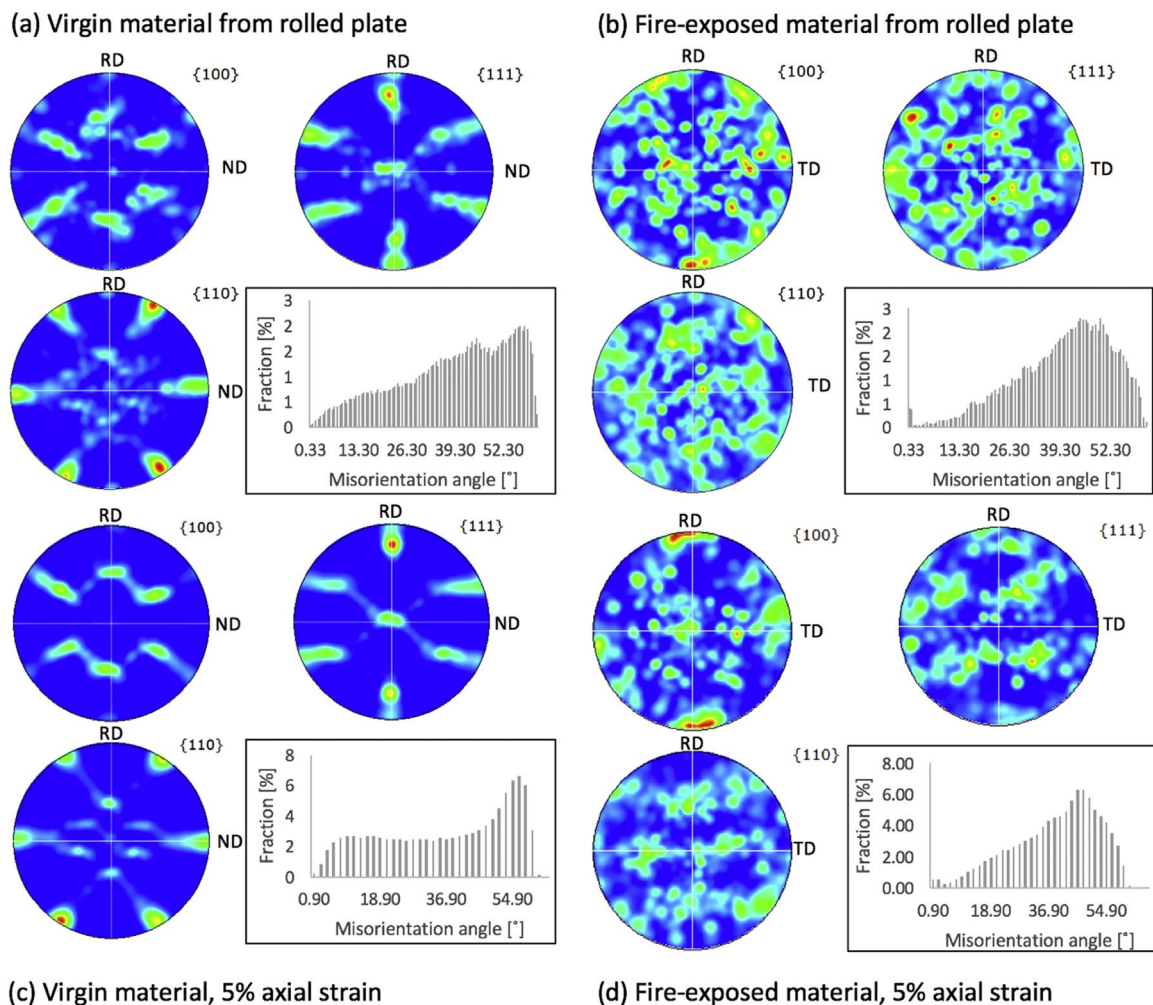 (a) Virgin material from rolled plate
RD
{100}
ND
RD
{111}
ND
RD
{110}
ND
3
2
2
1
1
0
Fraction [%]
0.33 13.30 26.30 39.30 52.30
Misorientation angle [°]
(b) Fire-exposed material from rolled plate
RD
{100}
TD
RD
{111}
TD
RD
{110}
TD
3
2
2
1
1
0
Fraction [%]
0.33 13.30 26.30 39.30 52.30
Misorientation angle [°]
RD
{100}
ND
RD
{111}
ND
RD
{110}
ND
8
6
4
2
0
Fraction [%]
0.90 18.90 36.90 54.90
Misorientation angle [°]
(c) Virgin material, 5% axial strain
RD
{100}
TD
RD
{111}
TD
RD
{110}
TD
8.00
6.00
4.00
2.00
0.00
Fraction [%]
0.90 18.90 36.90 54.90
Misorientation angle [°]
(d) Fire-exposed material, 5% axial strain